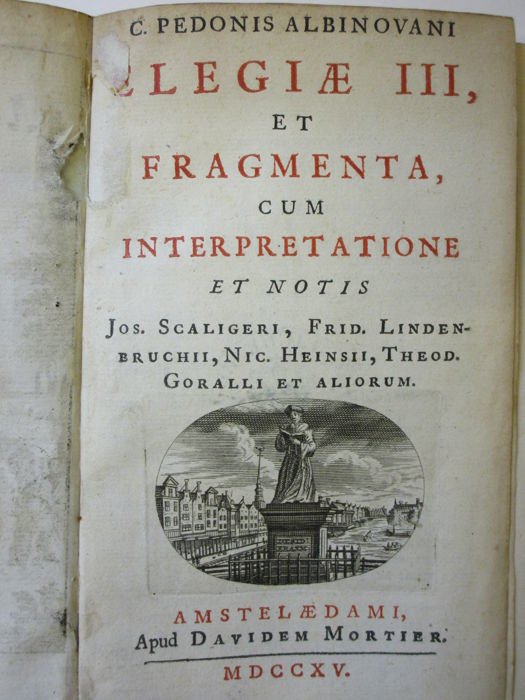 C. PEDONIS ALBINOVANI
ELEGIÆ III,
ET
FRAGMENTA,
CUM
INTERPRETATIONE
ET NOTIS
JOS. SCALIGERI, FRID. LINDEN-
BRUCHII, NIC. HEINSII, THEOD.
GORALLI ET ALIORUM.
AMSTELÆDAMI,
Apud DAVIDEM MORTIER.
MDCCXV.